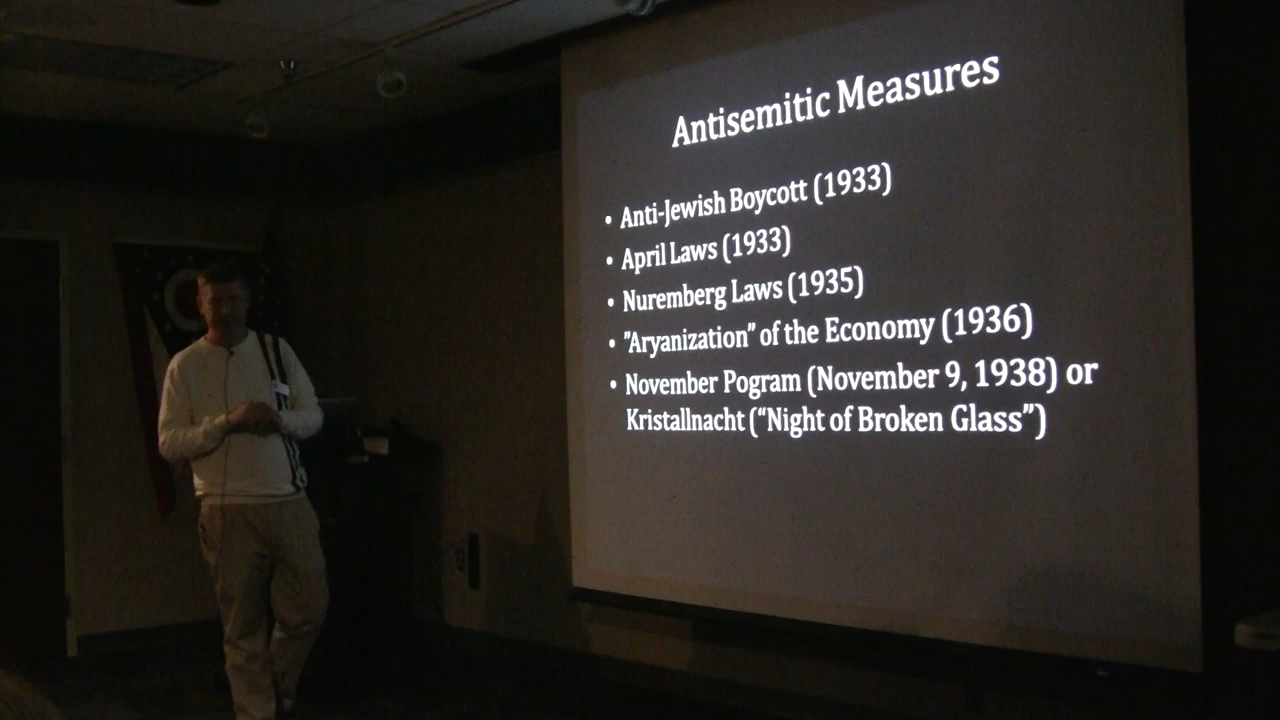 Antisemitic Measures
• Anti-Jewish Boycott (1933)
• April Laws (1933)
• Nuremberg Laws (1935)
• "Aryanization" of the Economy (1936)
• November Pogram (November 9, 1938) or
Kristallnacht (“Night of Broken Glass”)